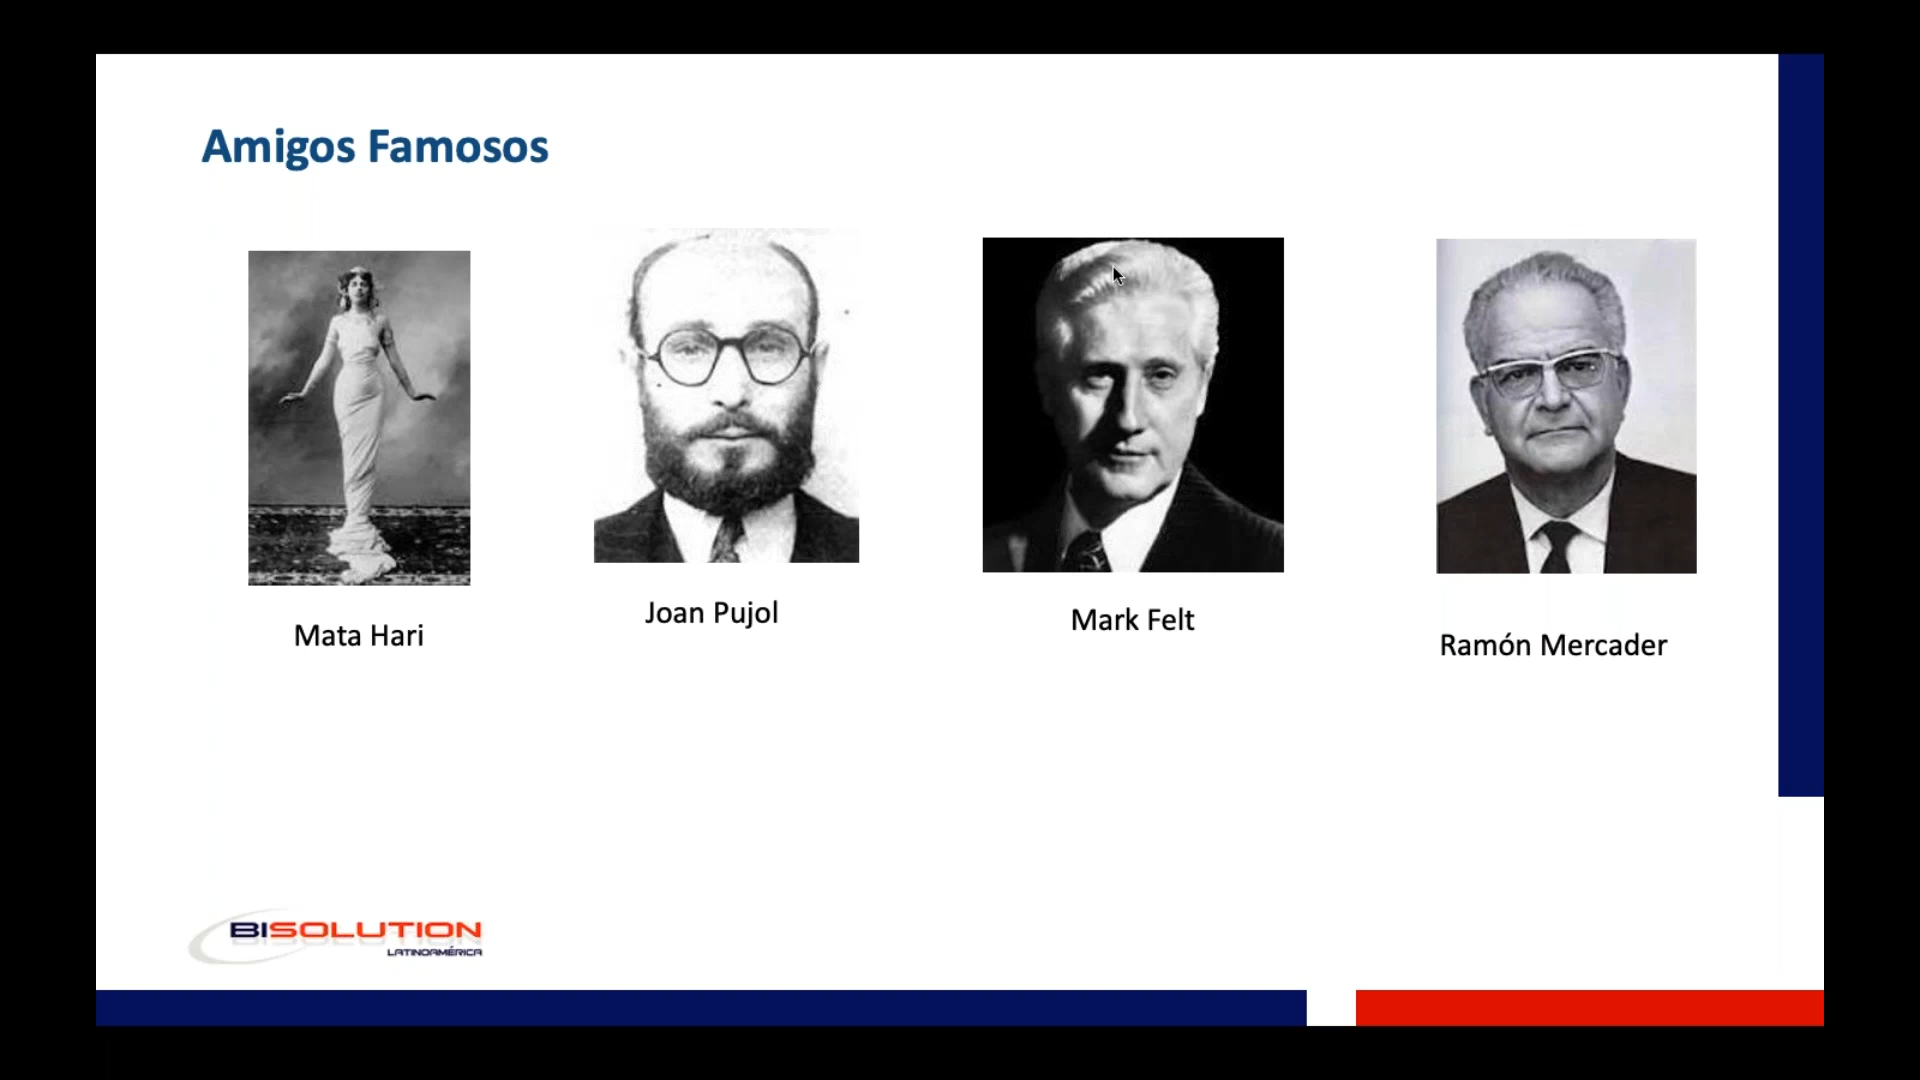 Amigos Famosos
Mata Hari
Joan Pujol
Mark Felt
Ramón Mercader
BISOLUTION
LATINOAMÉRICA